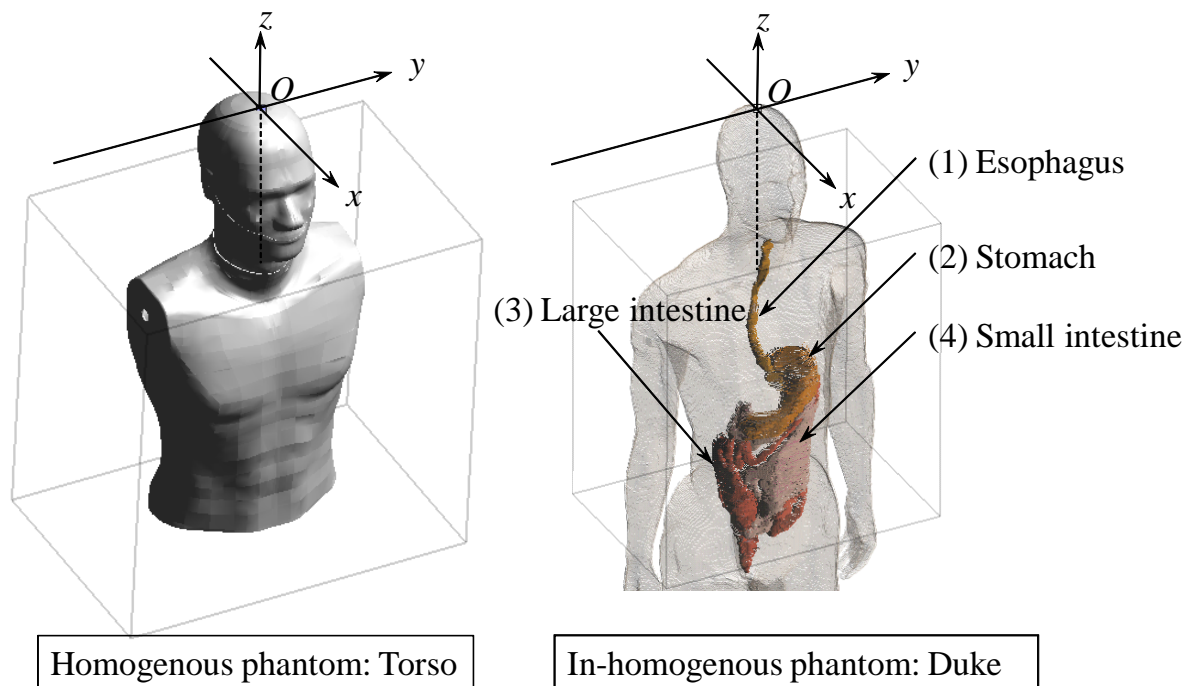 z
y
O
x
Homogenous phantom: Torso
z
y
O
x
(1) Esophagus
(2) Stomach
(3) Large intestine
(4) Small intestine
In-homogenous phantom: Duke